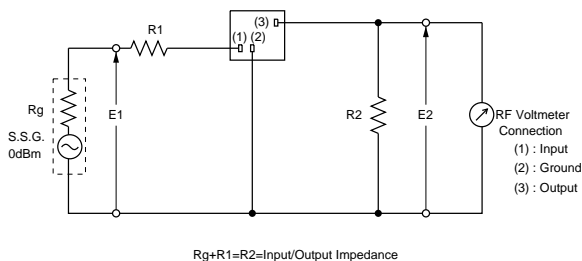 (3)
R1
(1) (2)
Rg
E1
R2
E2
RF Voltmeter
S.S.G.
0dBm
Connection
(1) : Input
(2) : Ground
(3) : Output
Rg+R1=R2=Input/Output Impedance